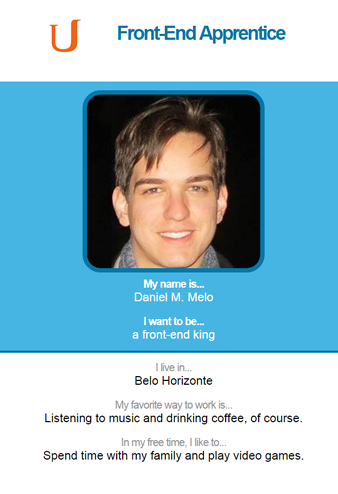 U
Front-End Apprentice
My name is...
Daniel M. Melo
I want to be...
a front-end king
I live in...
Belo Horizonte
My favorite way to work is...
Listening to music and drinking coffee, of course.
In my free time, I like to...
Spend time with my family and play video games.